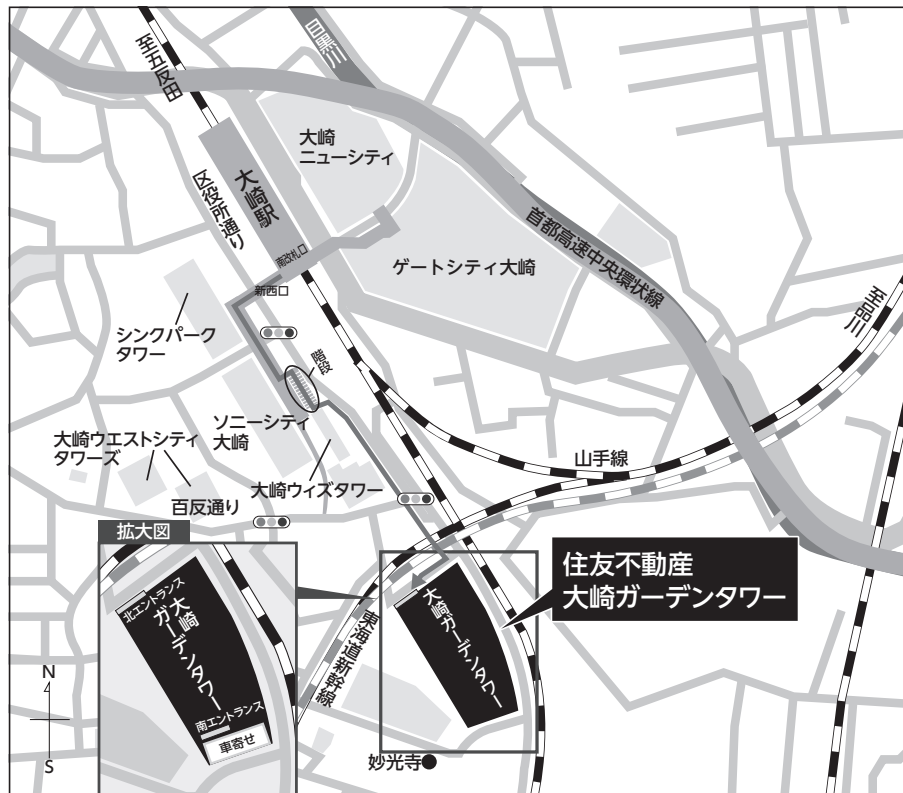 至五反田
目黒川
大崎
ニューシティ
大崎駅
区役所通り
首都高速中央環状線
南改札口
ゲートシティ大崎
新西口
至品川
シンクパーク
タワー
階段
ソニーシティ
大崎
大崎ウエストシティ
タワーズ
山手線
大崎ウィズタワー
百反通り
拡大図
北エントランス
大崎
ガーデンタワー
南エントランス
車寄せ
住友不動産
大崎ガーデンタワー
大崎ガーデンタワー
東海道新幹線
妙光寺
N
S